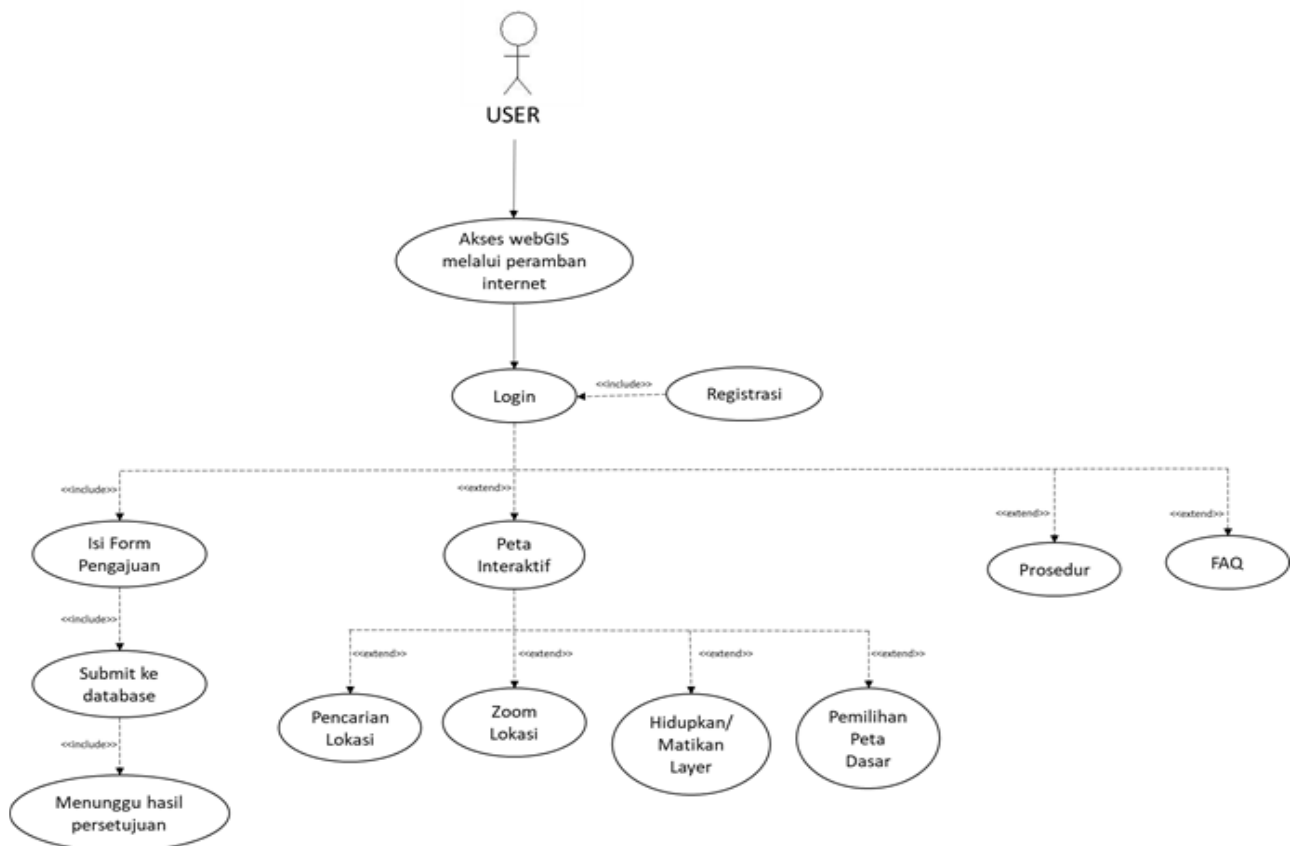 USER
Akses webGIS
melalui peramban
internet
Login
<<include>>
Registrasi
<<include>>
<<extend>>
<<extend>>
<<extend>>
Isi Form
Pengajuan
Peta
Interaktif
Prosedur
FAQ
<<include>>
Submit ke
database
<<include>>
Menunggu hasil
persetujuan
<<extend>>
<<extend>>
<<extend>>
<<extend>>
Pencarian
Lokasi
Zoom
Lokasi
Hidupkan/
Matikan
Layer
Pemilihan
Peta
Dasar